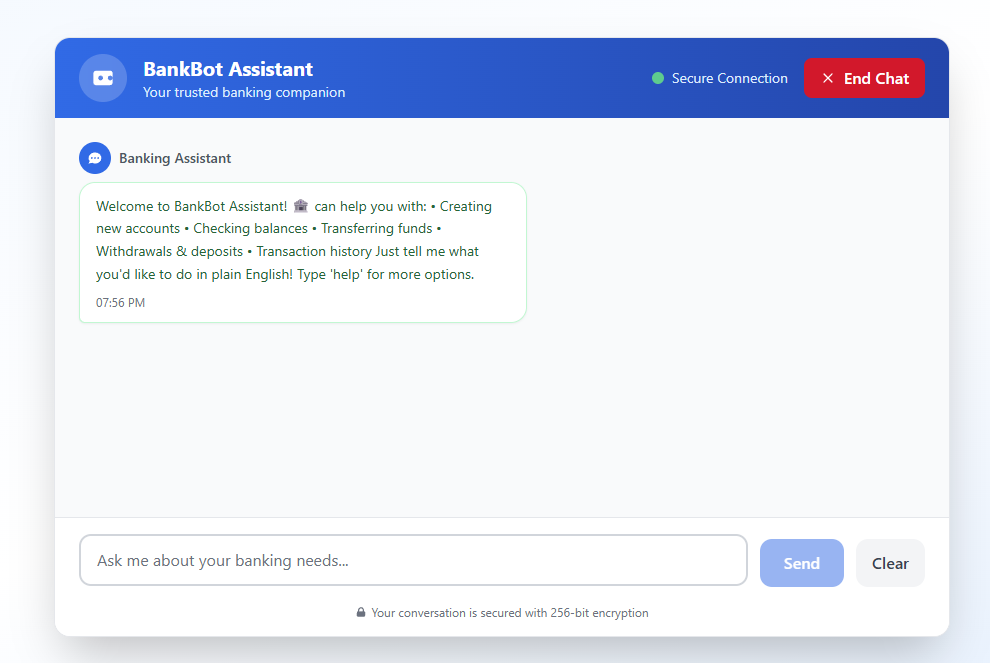 BankBot Assistant
Your trusted banking companion
Secure Connection
End Chat
Banking Assistant
Welcome to BankBot Assistant! 🏦 can help you with: • Creating
new accounts • Checking balances • Transferring funds •
Withdrawals & deposits • Transaction history Just tell me what
you'd like to do in plain English! Type 'help' for more options.
07:56 PM
Ask me about your banking needs...
Send
Clear
Your conversation is secured with 256-bit encryption